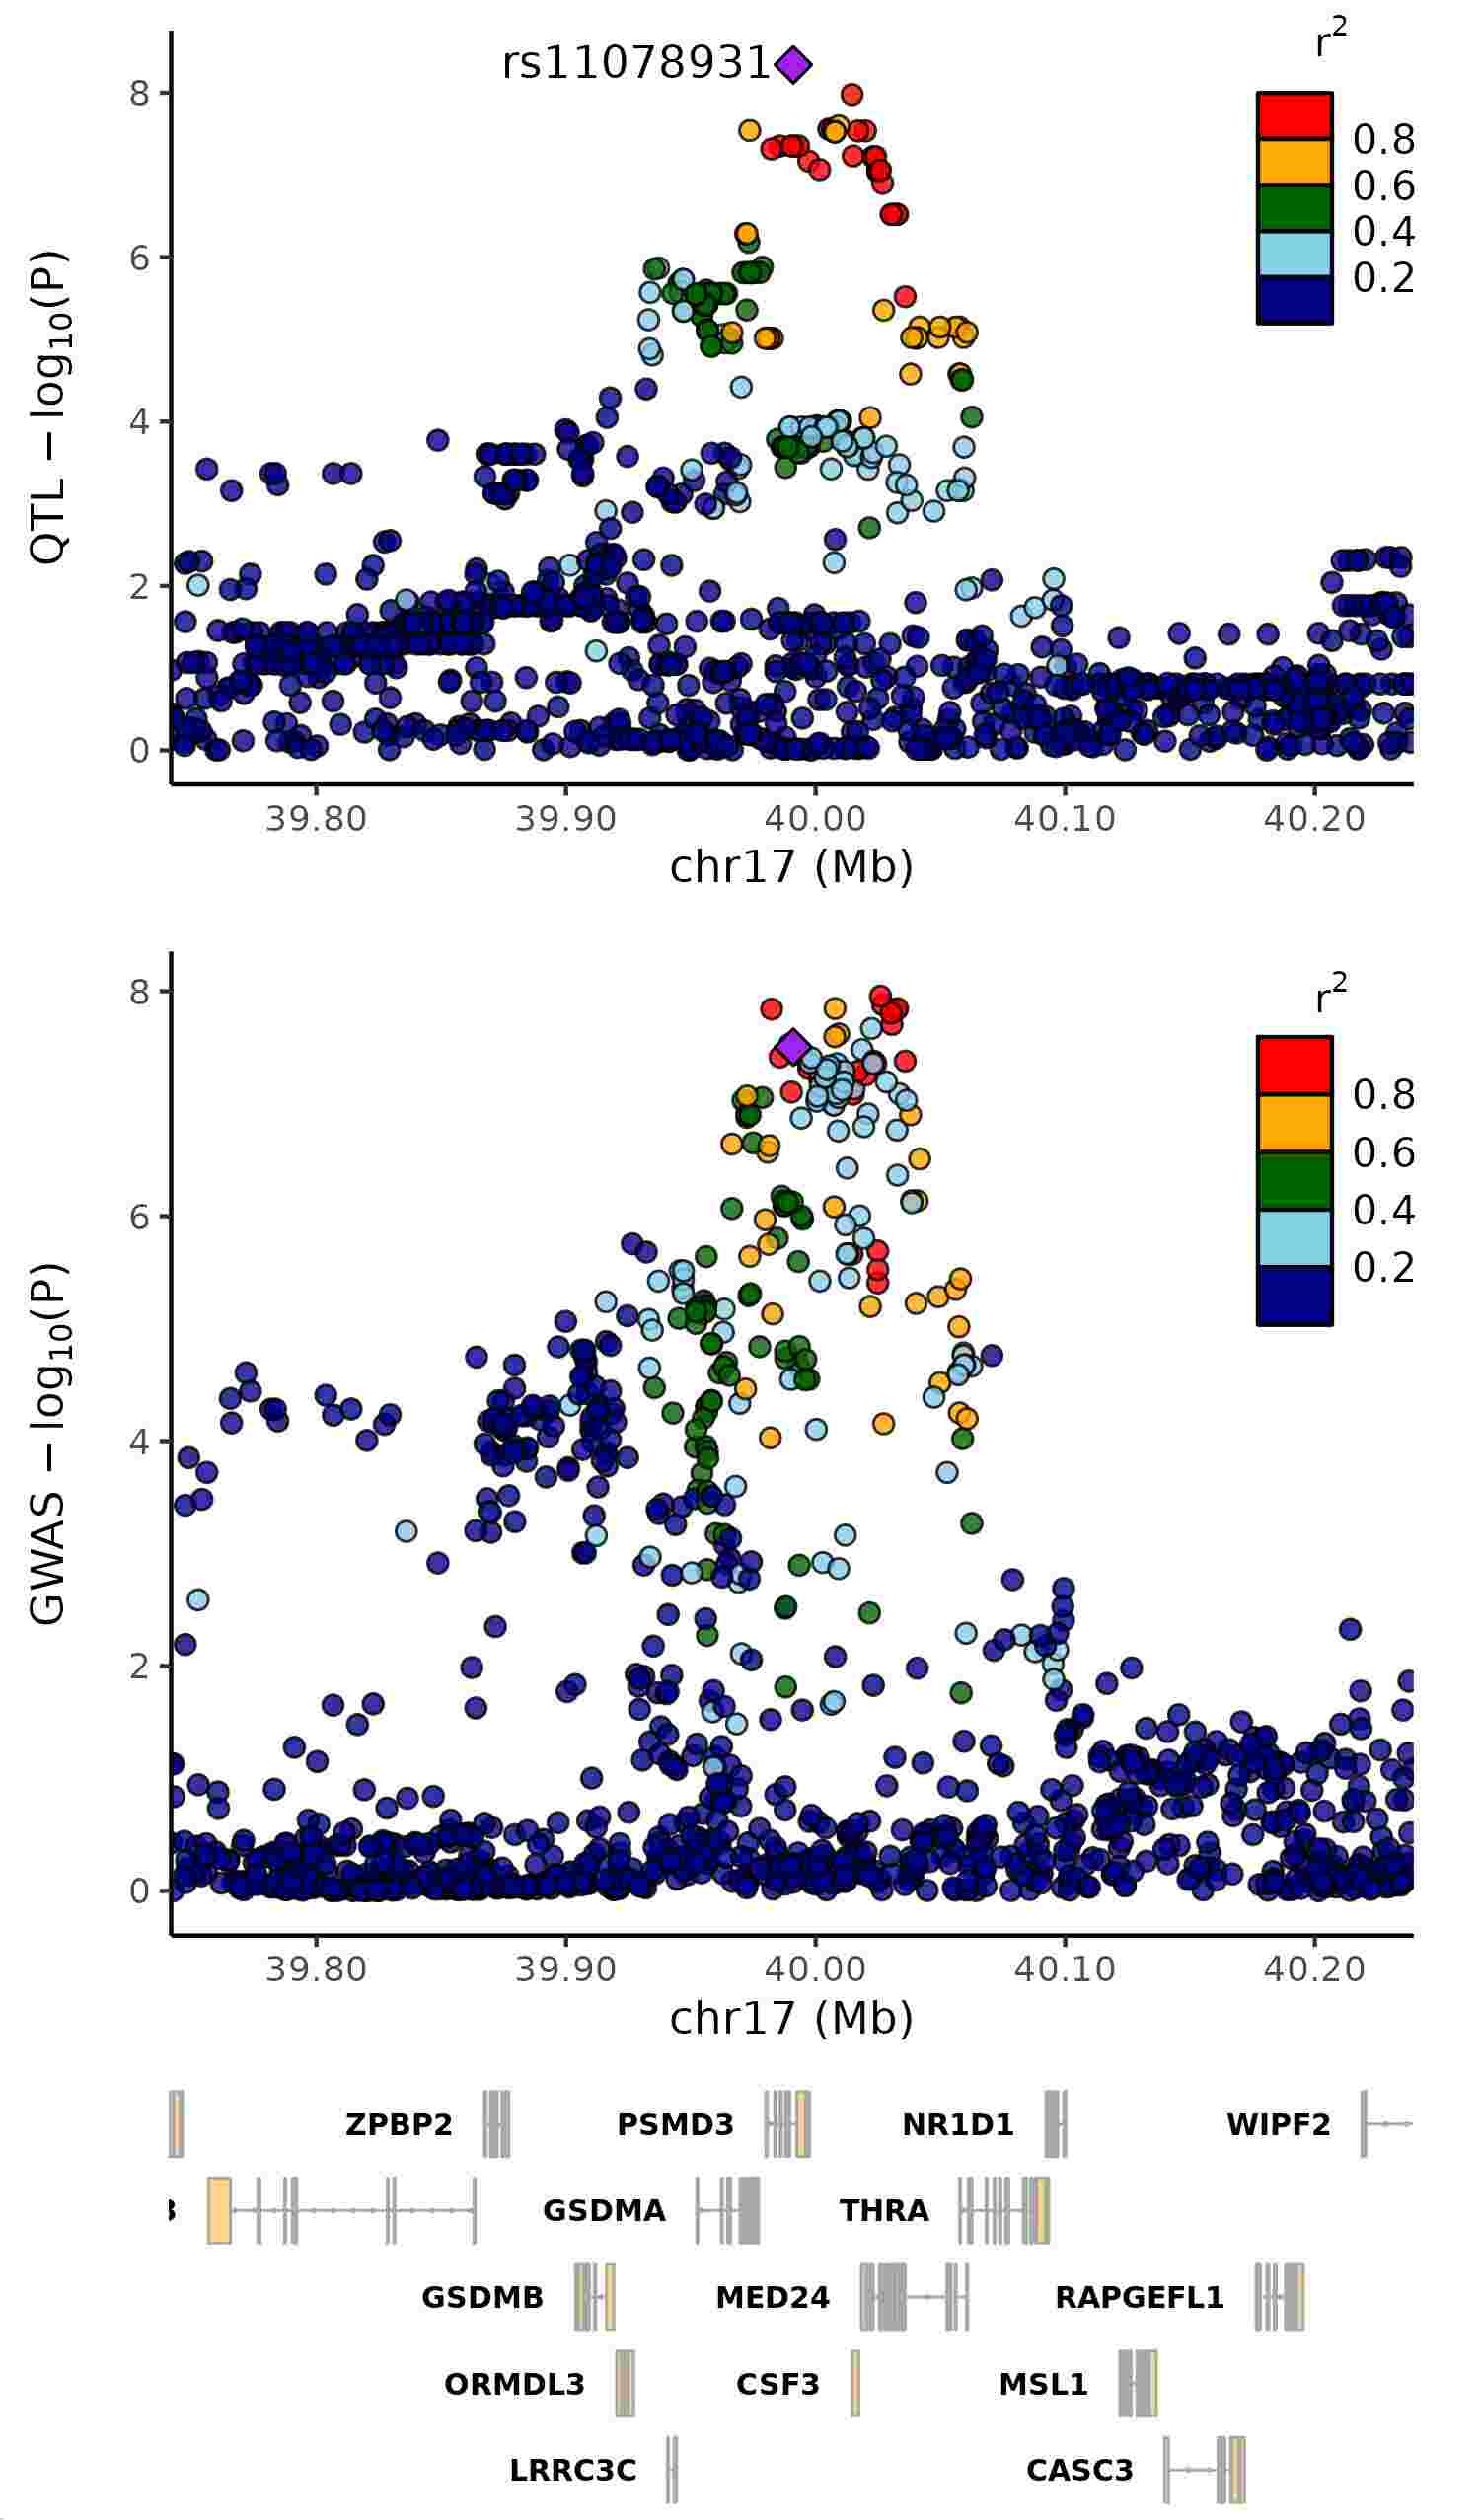 r2
rs11078931
8
6
4
2
0
0.8
0.6
0.4
0.2
QTL − log10(P)
39.80 39.90 40.00 40.10 40.20
chr17 (Mb)
r2
8
6
4
2
0
0.8
0.6
0.4
0.2
GWAS − log10(P)
39.80 39.90 40.00 40.10 40.20
chr17 (Mb)
ZPBP2 PSMD3 NR1D1 WIPF2
GSDMA THRA
GSDMB MED24 RAPGEFL1
ORMDL3 CSF3 MSL1
LRRC3C CASC3